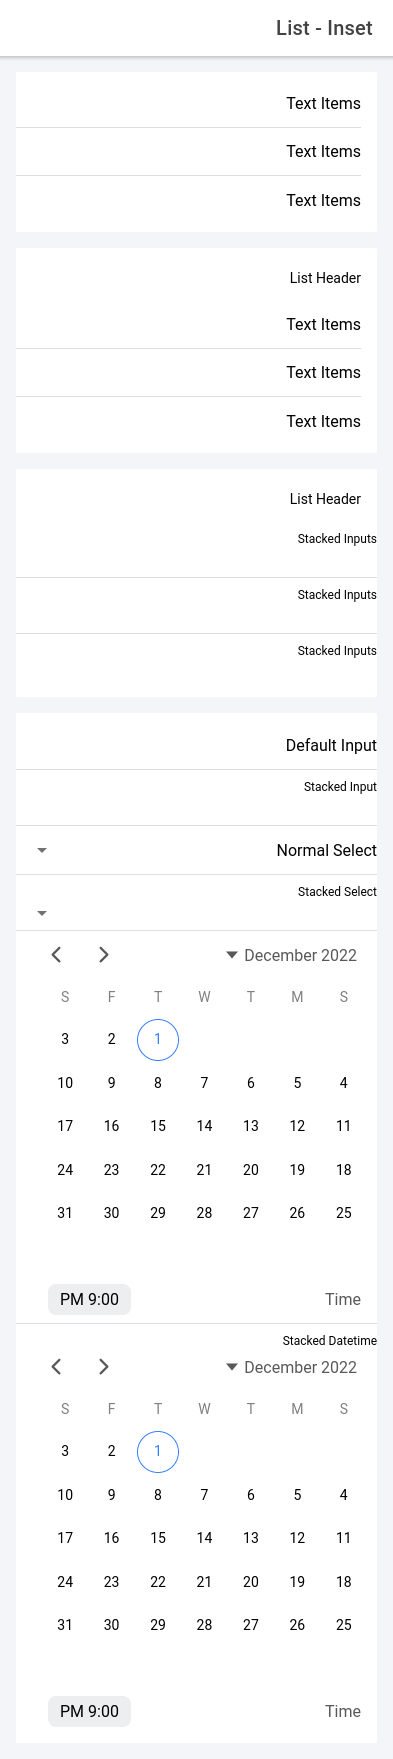 List - Inset
Text Items
Text Items
Text Items
List Header
Text Items
Text Items
Text Items
List Header
Stacked Inputs
Stacked Inputs
Stacked Inputs
Default Input
Stacked Input
Normal Select
Stacked Select
December 2022
S F T W T M S
3 2 1
10 9 8 7 6 5 4
17 16 15 14 13 12 11
24 23 22 21 20 19 18
31 30 29 28 27 26 25
PM 9:00 Time
Stacked Datetime
December 2022
S F T W T M S
3 2 1
10 9 8 7 6 5 4
17 16 15 14 13 12 11
24 23 22 21 20 19 18
31 30 29 28 27 26 25
PM 9:00 Time